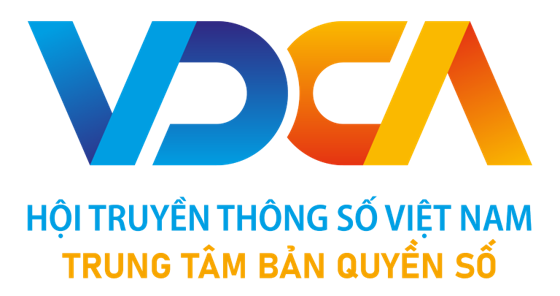 VDCA
HỘI TRUYỀN THÔNG SỐ VIỆT NAM
TRUNG TÂM BẢN QUYỀN SỐ